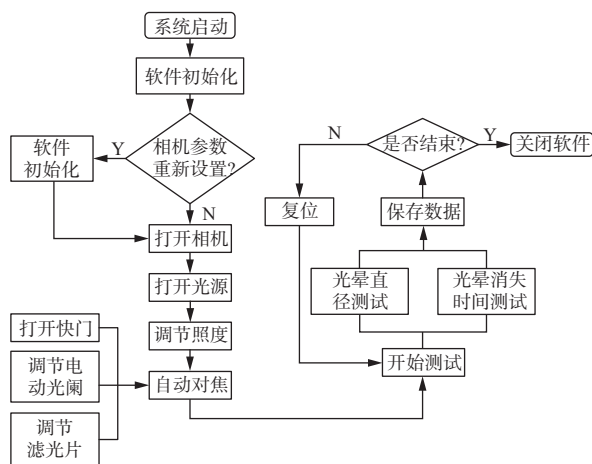 系统启动
软件初始化
相机参数
重新设置?
Y
N
软件
初始化
打开相机
打开光源
调节照度
自动对焦
打开快门
调节电
动光阑
调节
滤光片
是否结束?
N
Y
关闭软件
复位
保存数据
光晕直
径测试
光晕消失
时间测试
开始测试